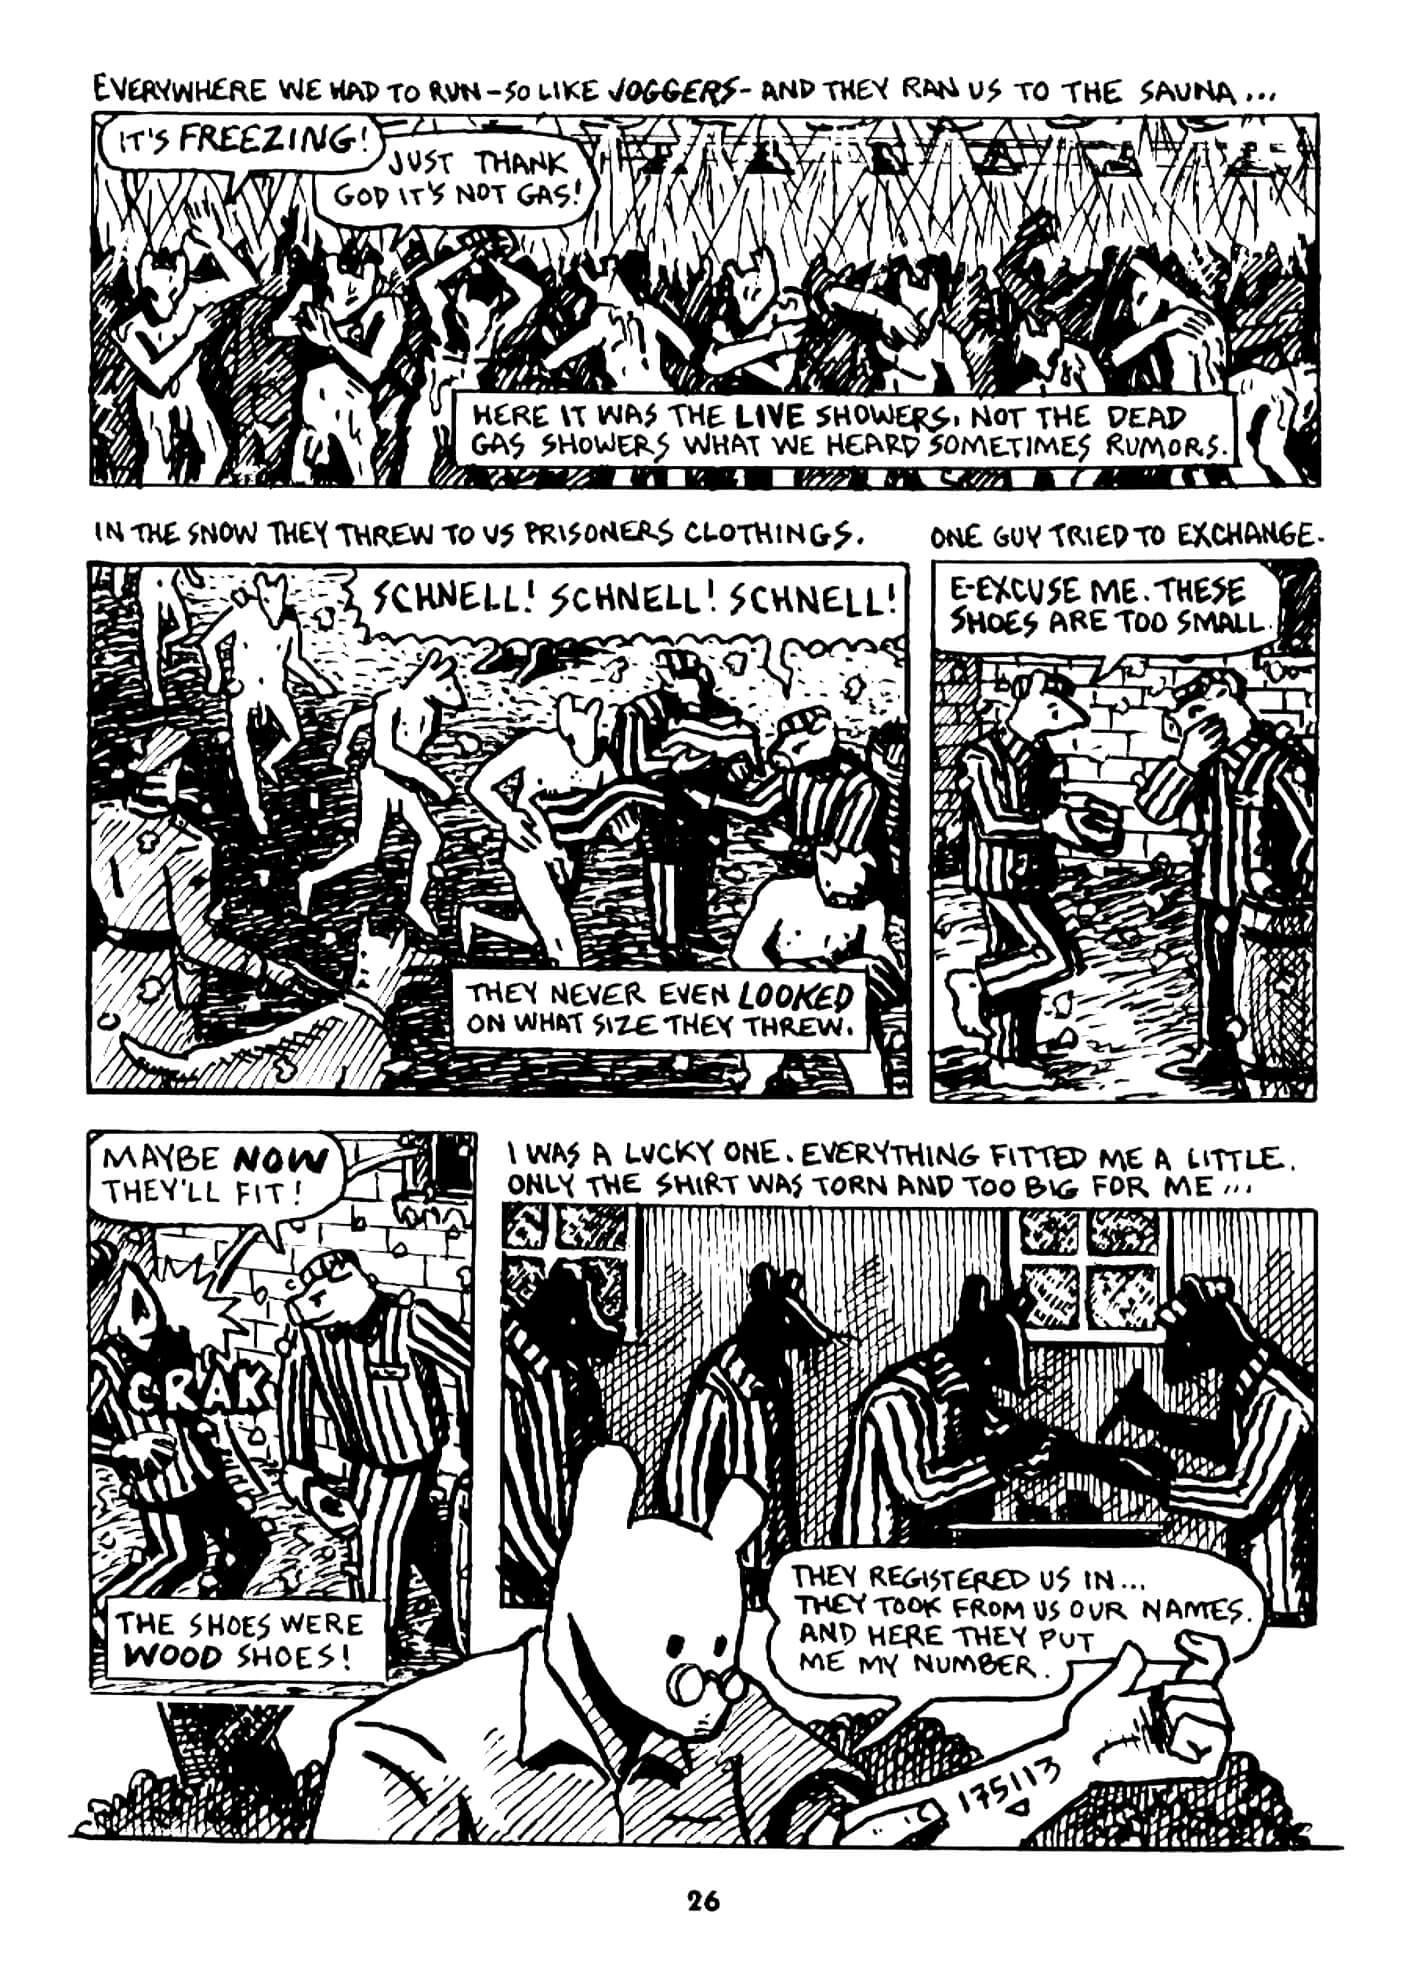 EVERYWHERE WE HAD TO RUN – SO LIKE JOGGERS – AND THEY RAN US TO THE SAUNA...
IT'S FREEZING!
JUST THANK
GOD IT'S NOT GAS!
HERE IT WAS THE LIVE SHOWERS, NOT THE DEAD
GAS SHOWERS WHAT WE HEARD SOMETIMES RUMORS.
IN THE SNOW THEY THREW TO US PRISONERS CLOTHINGS.
SCHNELL! SCHNELL! SCHNELL!
THEY NEVER EVEN LOOKED
ON WHAT SIZE THEY THREW.
ONE GUY TRIED TO EXCHANGE.
E-EXCUSE ME. THESE
SHOES ARE TOO SMALL.
MAYBE NOW
THEY'LL FIT!
CRAK
THE SHOES WERE
WOOD SHOES!
I WAS A LUCKY ONE. EVERYTHING FITTED ME A LITTLE.
ONLY THE SHIRT WAS TORN AND TOO BIG FOR ME...
THEY REGISTERED US IN...
THEY TOOK FROM US OUR NAMES.
AND HERE THEY PUT
ME MY NUMBER.
175113
26